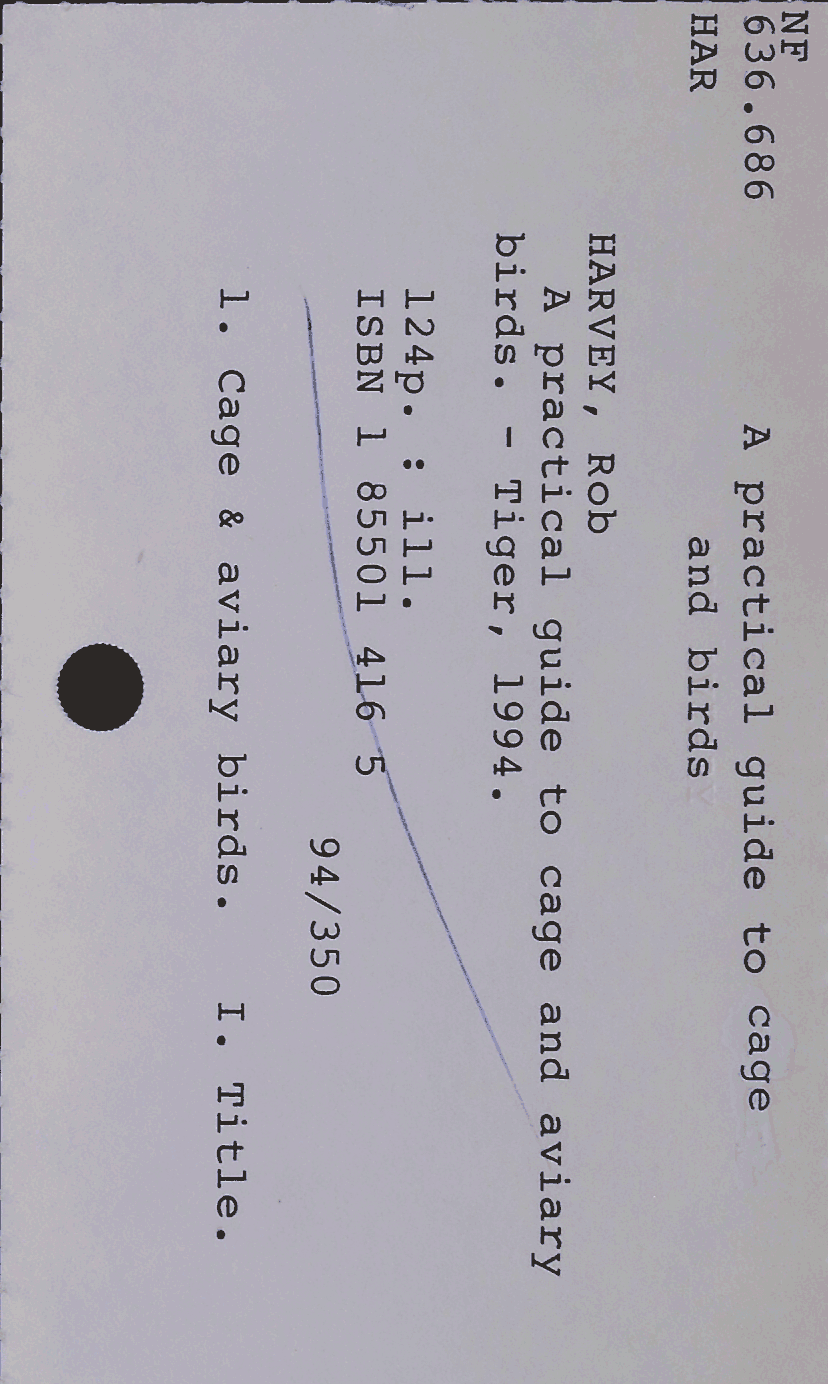 NF
636.686 A practical guide to cage
HAR and birds
HARVEY, Rob
A practical guide to cage and aviary
birds. - Tiger, 1994.
124p. : ill.
ISBN 1 85501 416 5
94/350
1. Cage & aviary birds. I. Title.